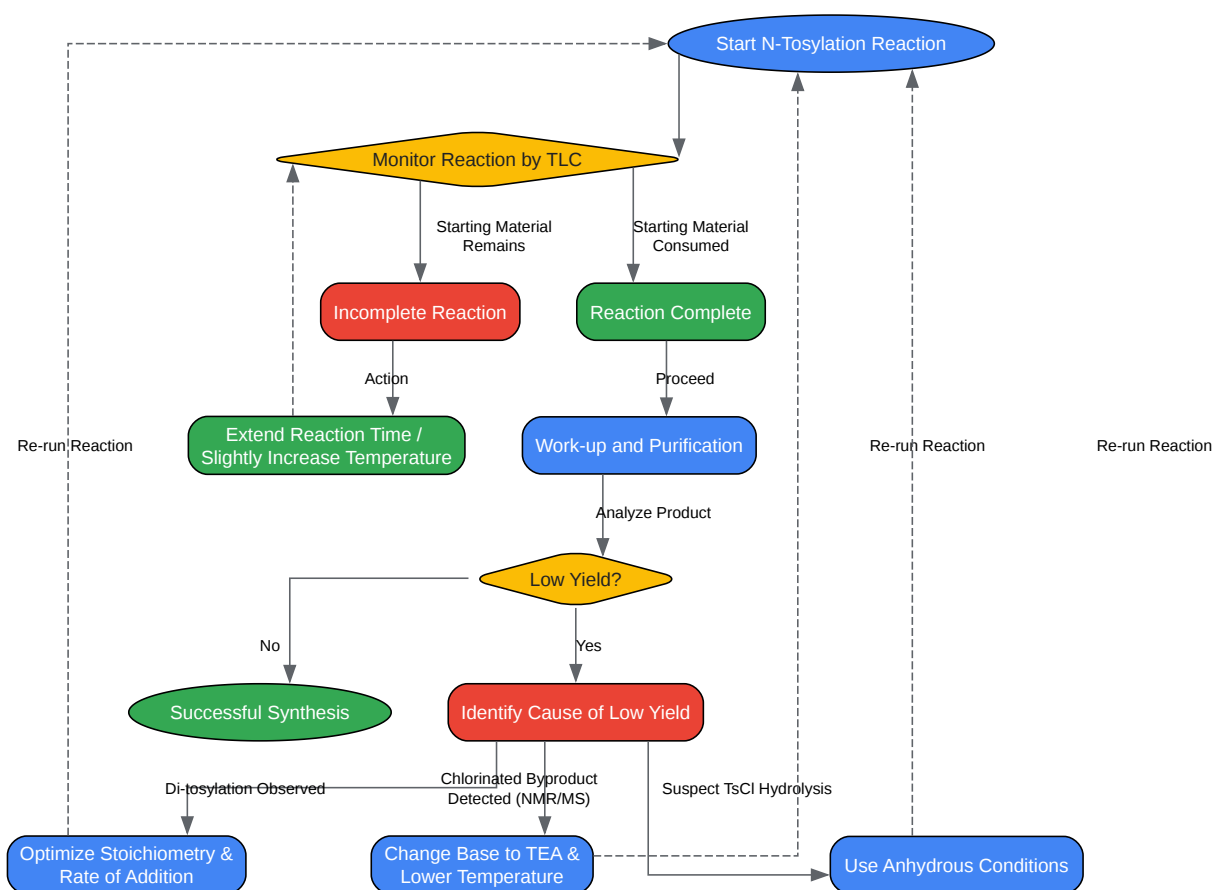 Start N-Tosylation Reaction
Monitor Reaction by TLC
Starting Material
Remains
Starting Material
Consumed
Incomplete Reaction
Reaction Complete
Action
Proceed
Extend Reaction Time /
Slightly Increase Temperature
Work-up and Purification
Re-run Reaction
Re-run Reaction
Re-run Reaction
Analyze Product
Low Yield?
No
Yes
Successful Synthesis
Identify Cause of Low Yield
Di-tosylation Observed
Chlorinated Byproduct
Detected (NMR/MS)
Suspect TsCl Hydrolysis
Optimize Stoichiometry &
Rate of Addition
Change Base to TEA &
Lower Temperature
Use Anhydrous Conditions